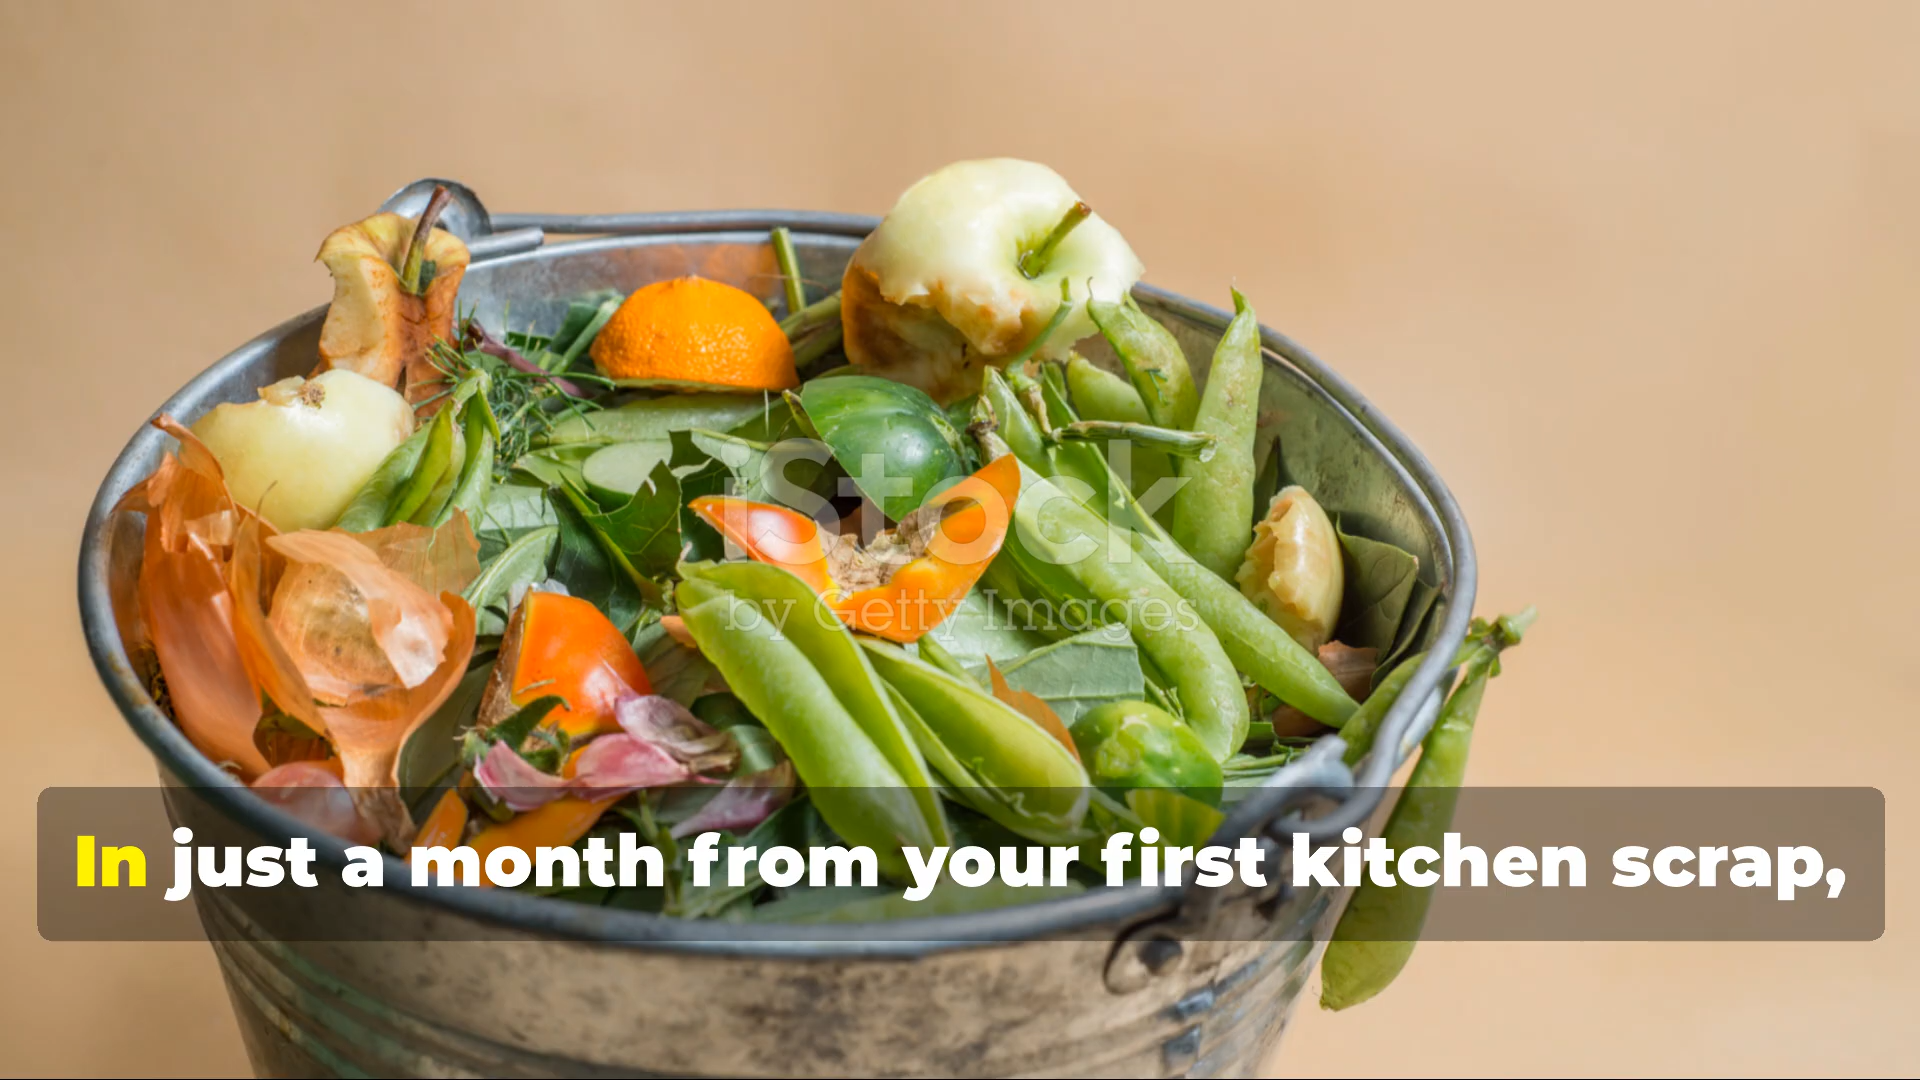 iStock
by Getty Images
In just a month from your first kitchen scrap,